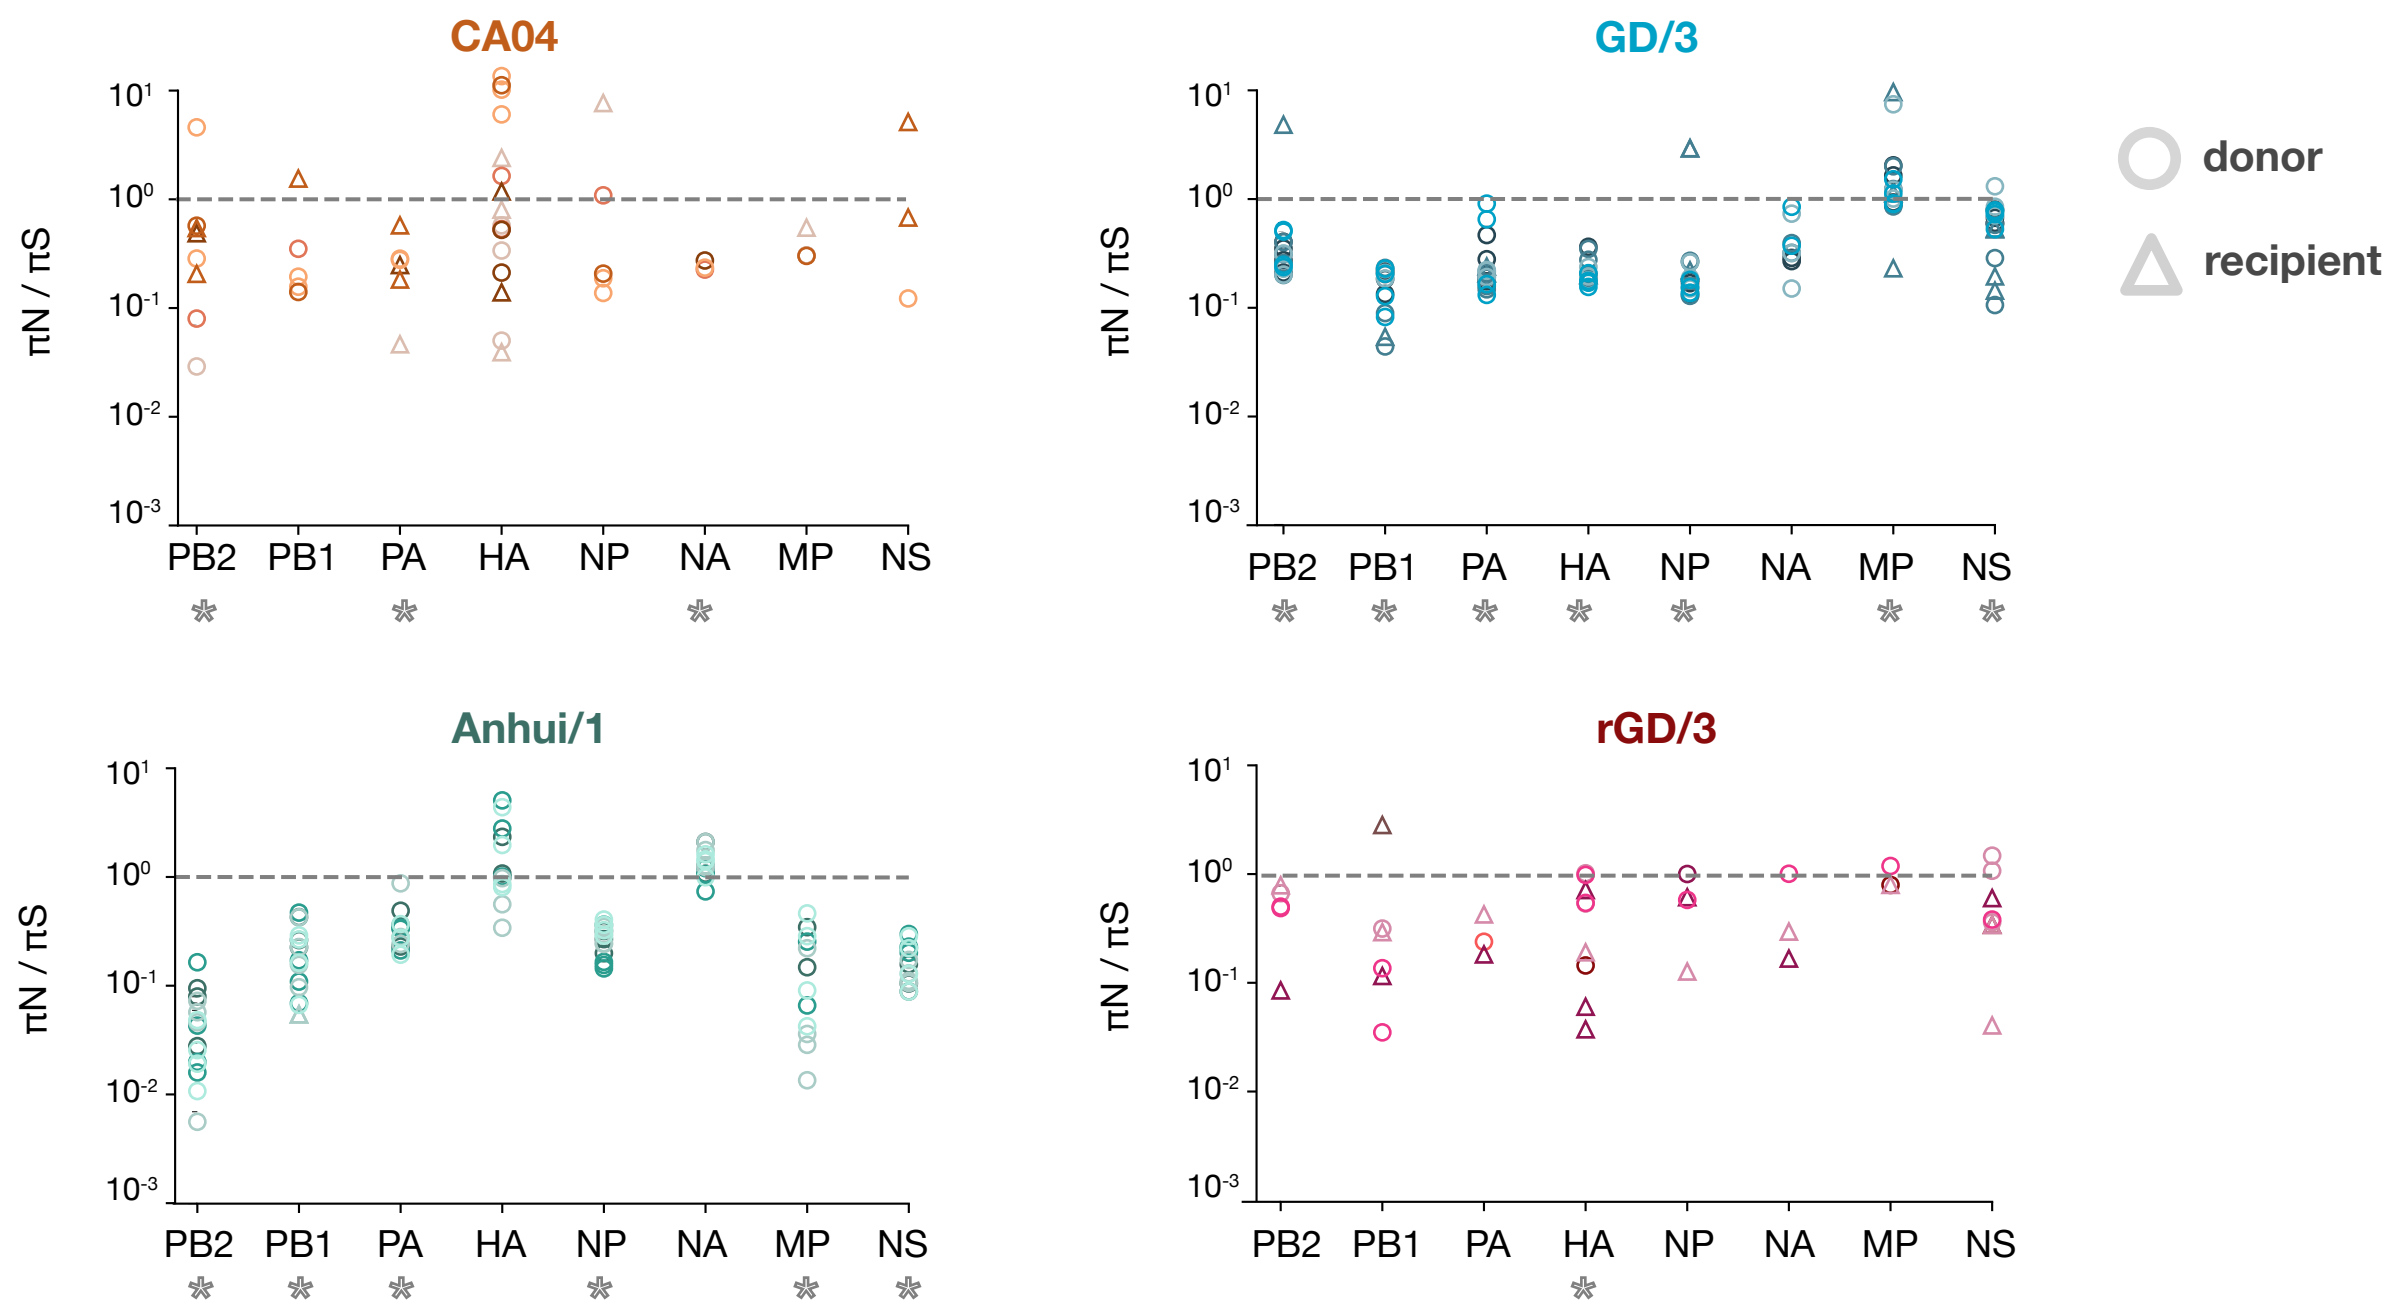 CA04
πN / πS
10¹
10⁰
10⁻¹
10⁻²
10⁻³
PB2 PB1 PA HA NP NA MP NS
* * *
GD/3
πN / πS
10¹
10⁰
10⁻¹
10⁻²
10⁻³
PB2 PB1 PA HA NP NA MP NS
* * * * * * *
donor
recipient
Anhui/1
πN / πS
10¹
10⁰
10⁻¹
10⁻²
10⁻³
PB2 PB1 PA HA NP NA MP NS
* * * * * *
rGD/3
πN / πS
10¹
10⁰
10⁻¹
10⁻²
10⁻³
PB2 PB1 PA HA NP NA MP NS
*